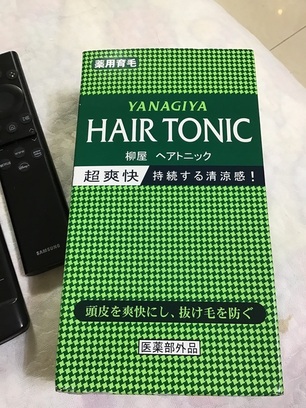 薬用育毛
YANAGIYA
HAIR TONIC
柳屋 ヘアトニック
超爽快 持続する清涼感！
頭皮を爽快にし、抜け毛を防ぐ
医薬部外品
SAMSUNG